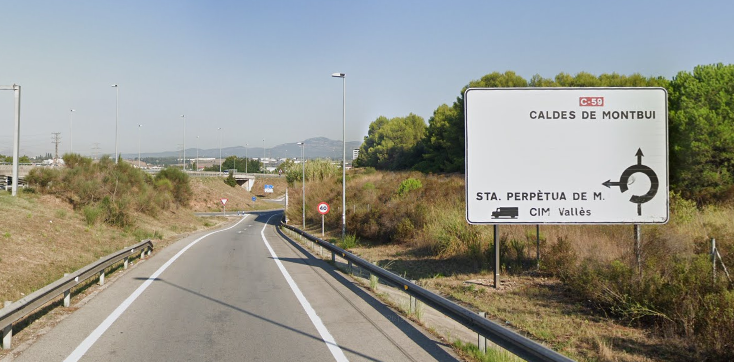 C-59
CALDES DE MONTBUI
STA. PERPÈTUA DE M.
CIM Vallès
40